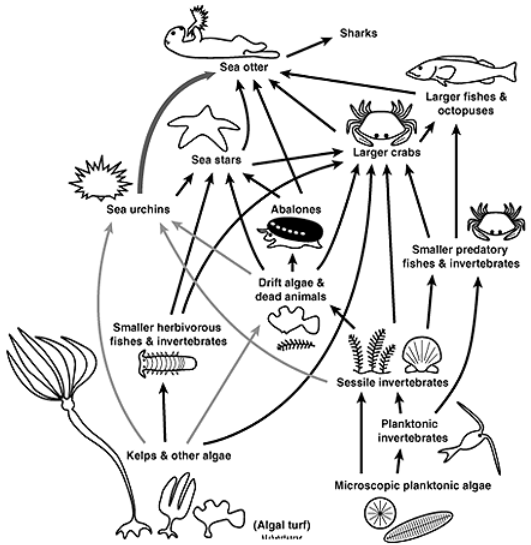 Sharks
Sea otter
Larger fishes &
octopuses
Sea stars
Larger crabs
Sea urchins
Abalones
Smaller predatory
fishes & invertebrates
Drift algae &
dead animals
Smaller herbivorous
fishes & invertebrates
Sessile invertebrates
Planktonic
invertebrates
Kelps & other algae
Microscopic planktonic algae
(Algal turf)